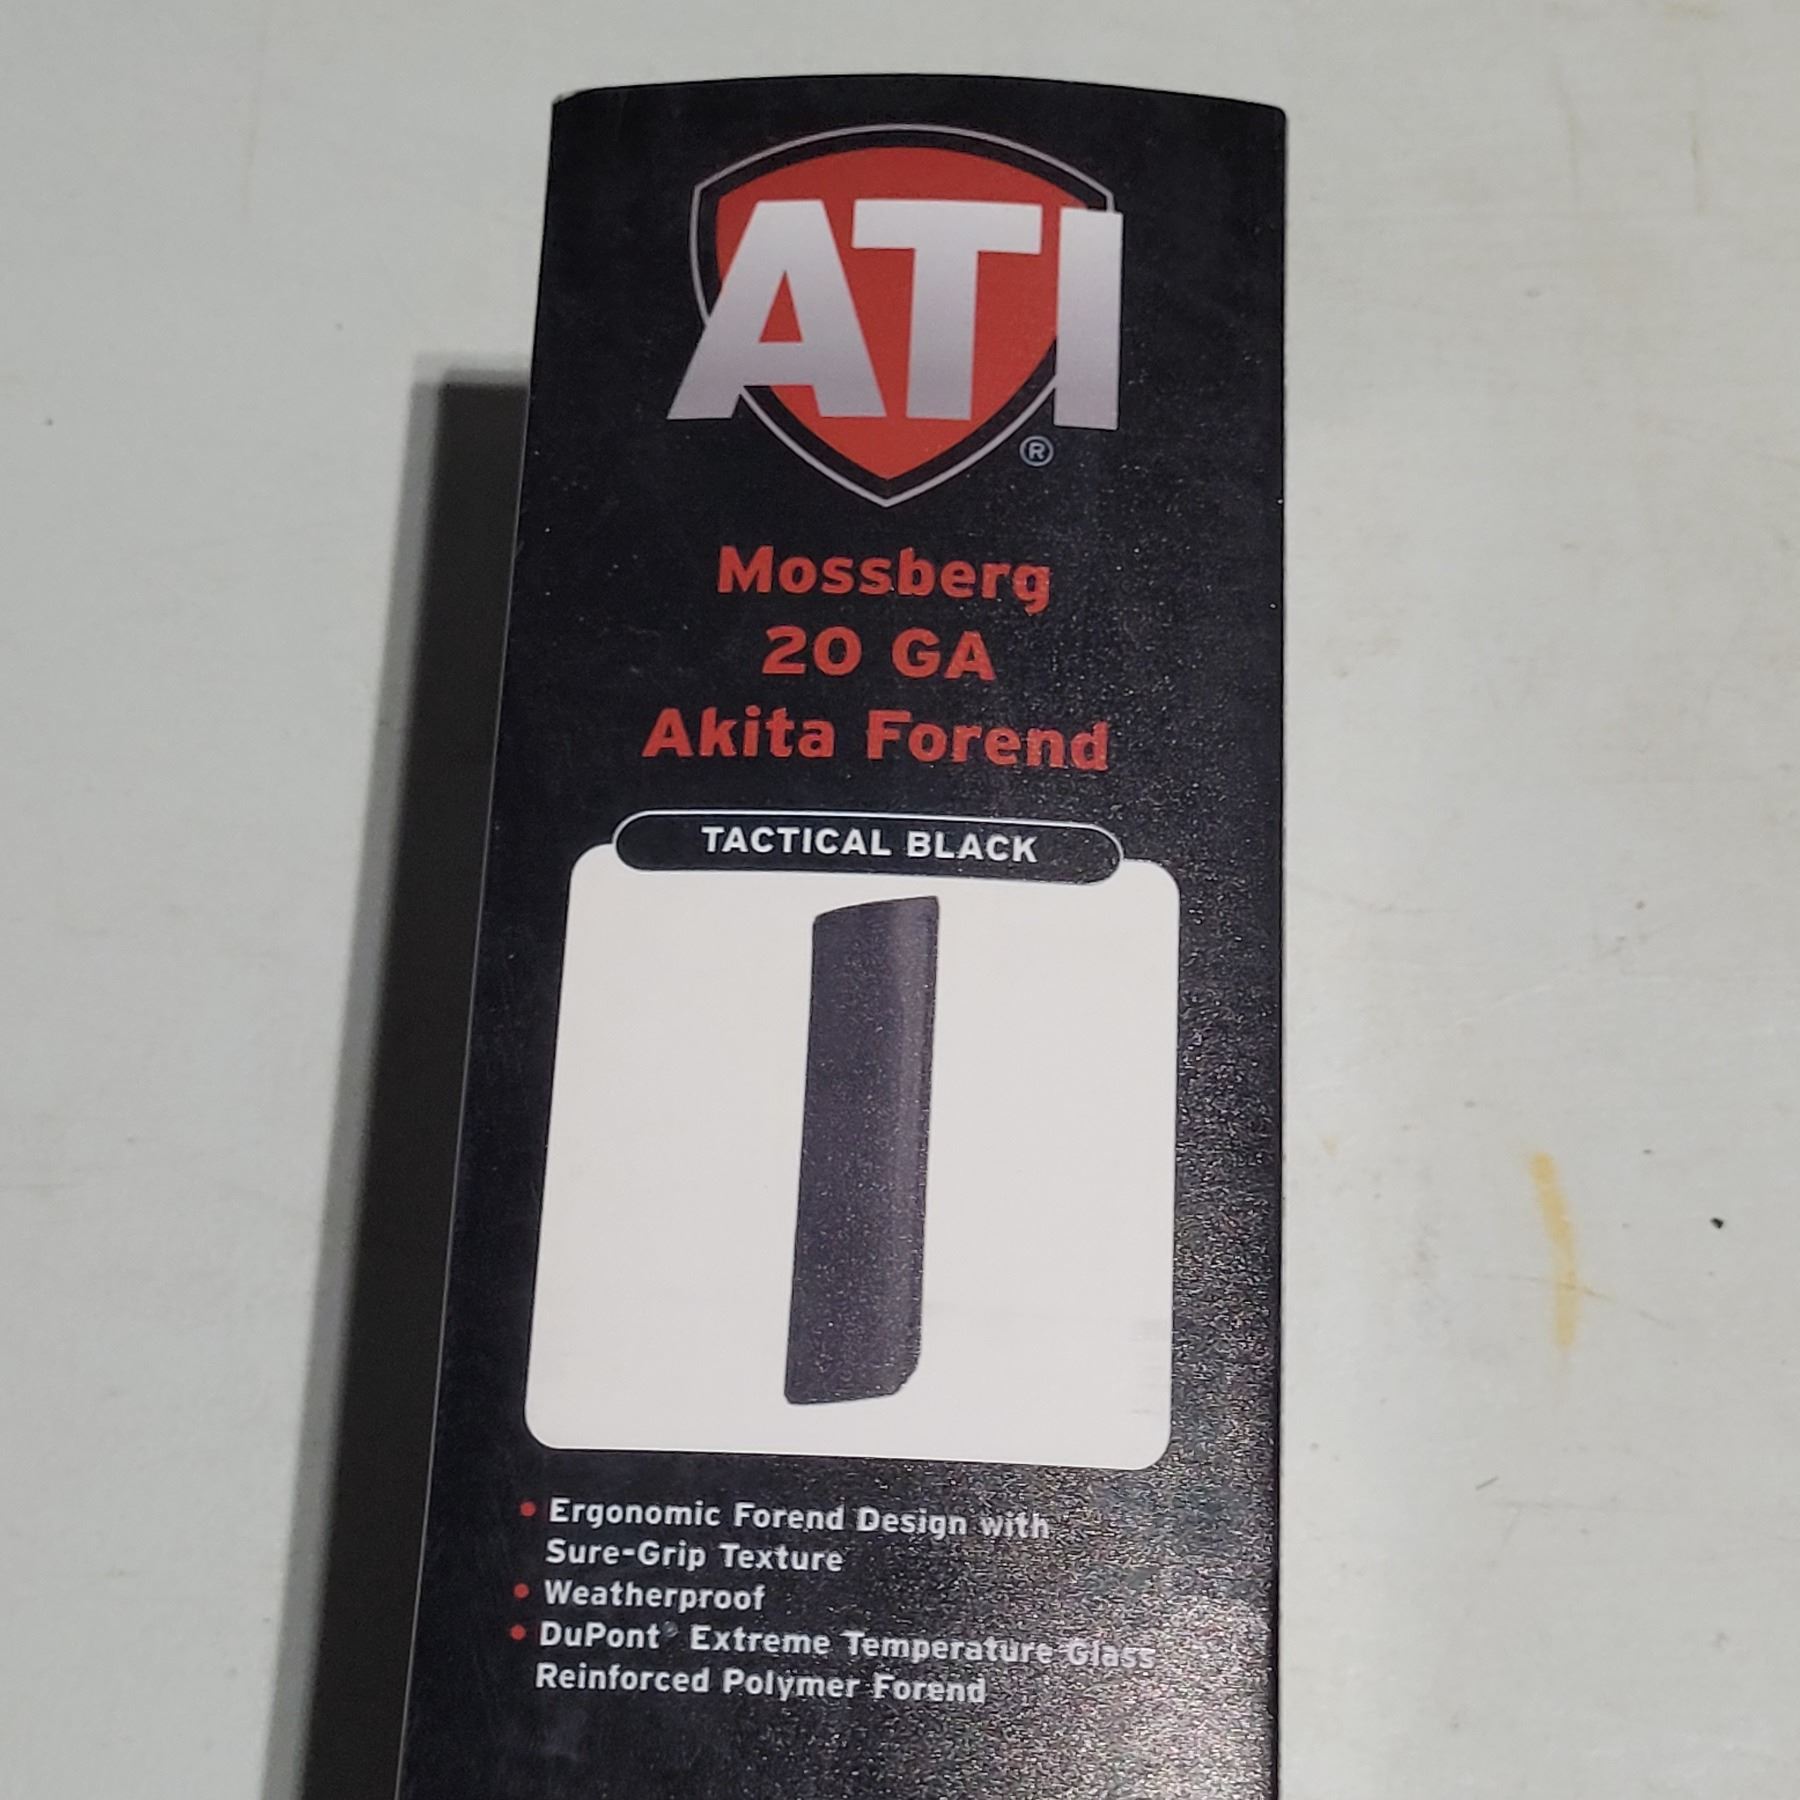 ATI
®
Mossberg
20 GA
Akita Forend
TACTICAL BLACK
• Ergonomic Forend Design with
Sure-Grip Texture
• Weatherproof
• DuPont® Extreme Temperature Glass
Reinforced Polymer Forend